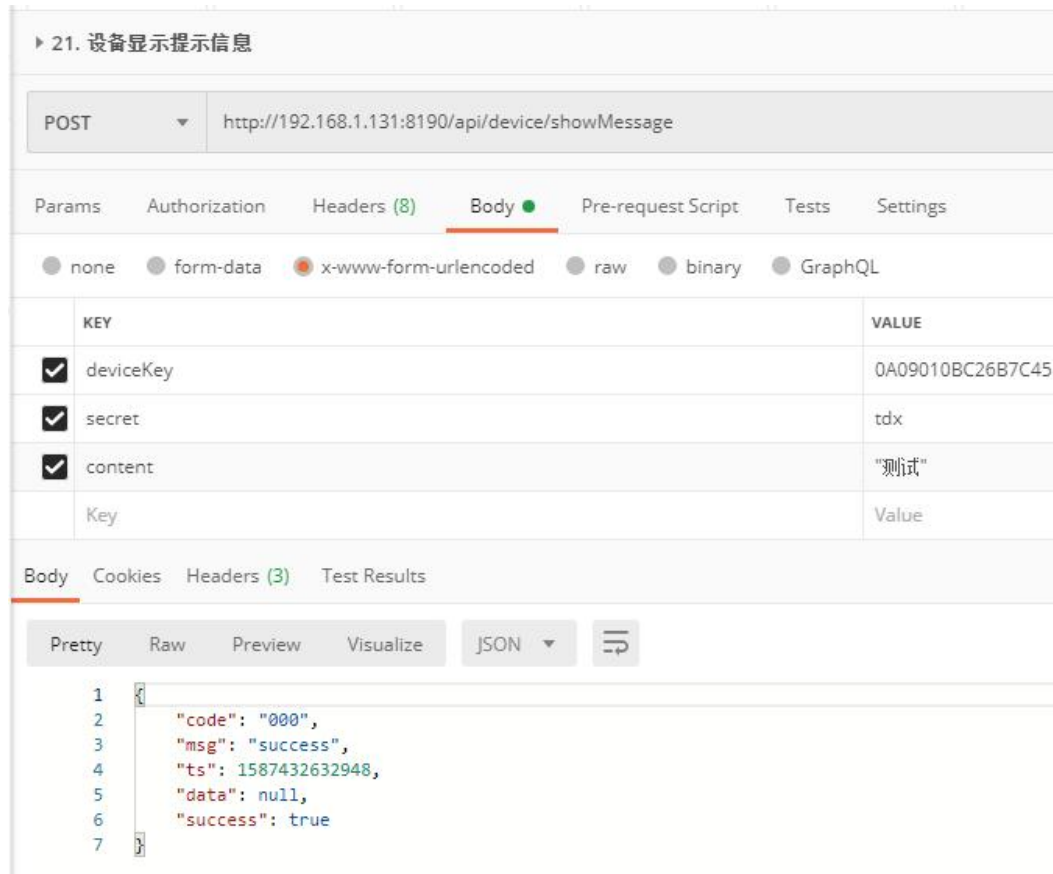 21. 设备显示提示信息
POST http://192.168.1.131:8190/api/device/showMessage
Params Authorization Headers (8) Body Pre-request Script Tests Settings
none form-data x-www-form-urlencoded raw binary GraphQL
KEY VALUE
deviceKey 0A09010BC26B7C45
secret tdx
content "测试"
Key Value
Body Cookies Headers (3) Test Results
Pretty Raw Preview Visualize JSON
1 {
2 "code": "000",
3 "msg": "success",
4 "ts": 1587432632948,
5 "data": null,
6 "success": true
7 }